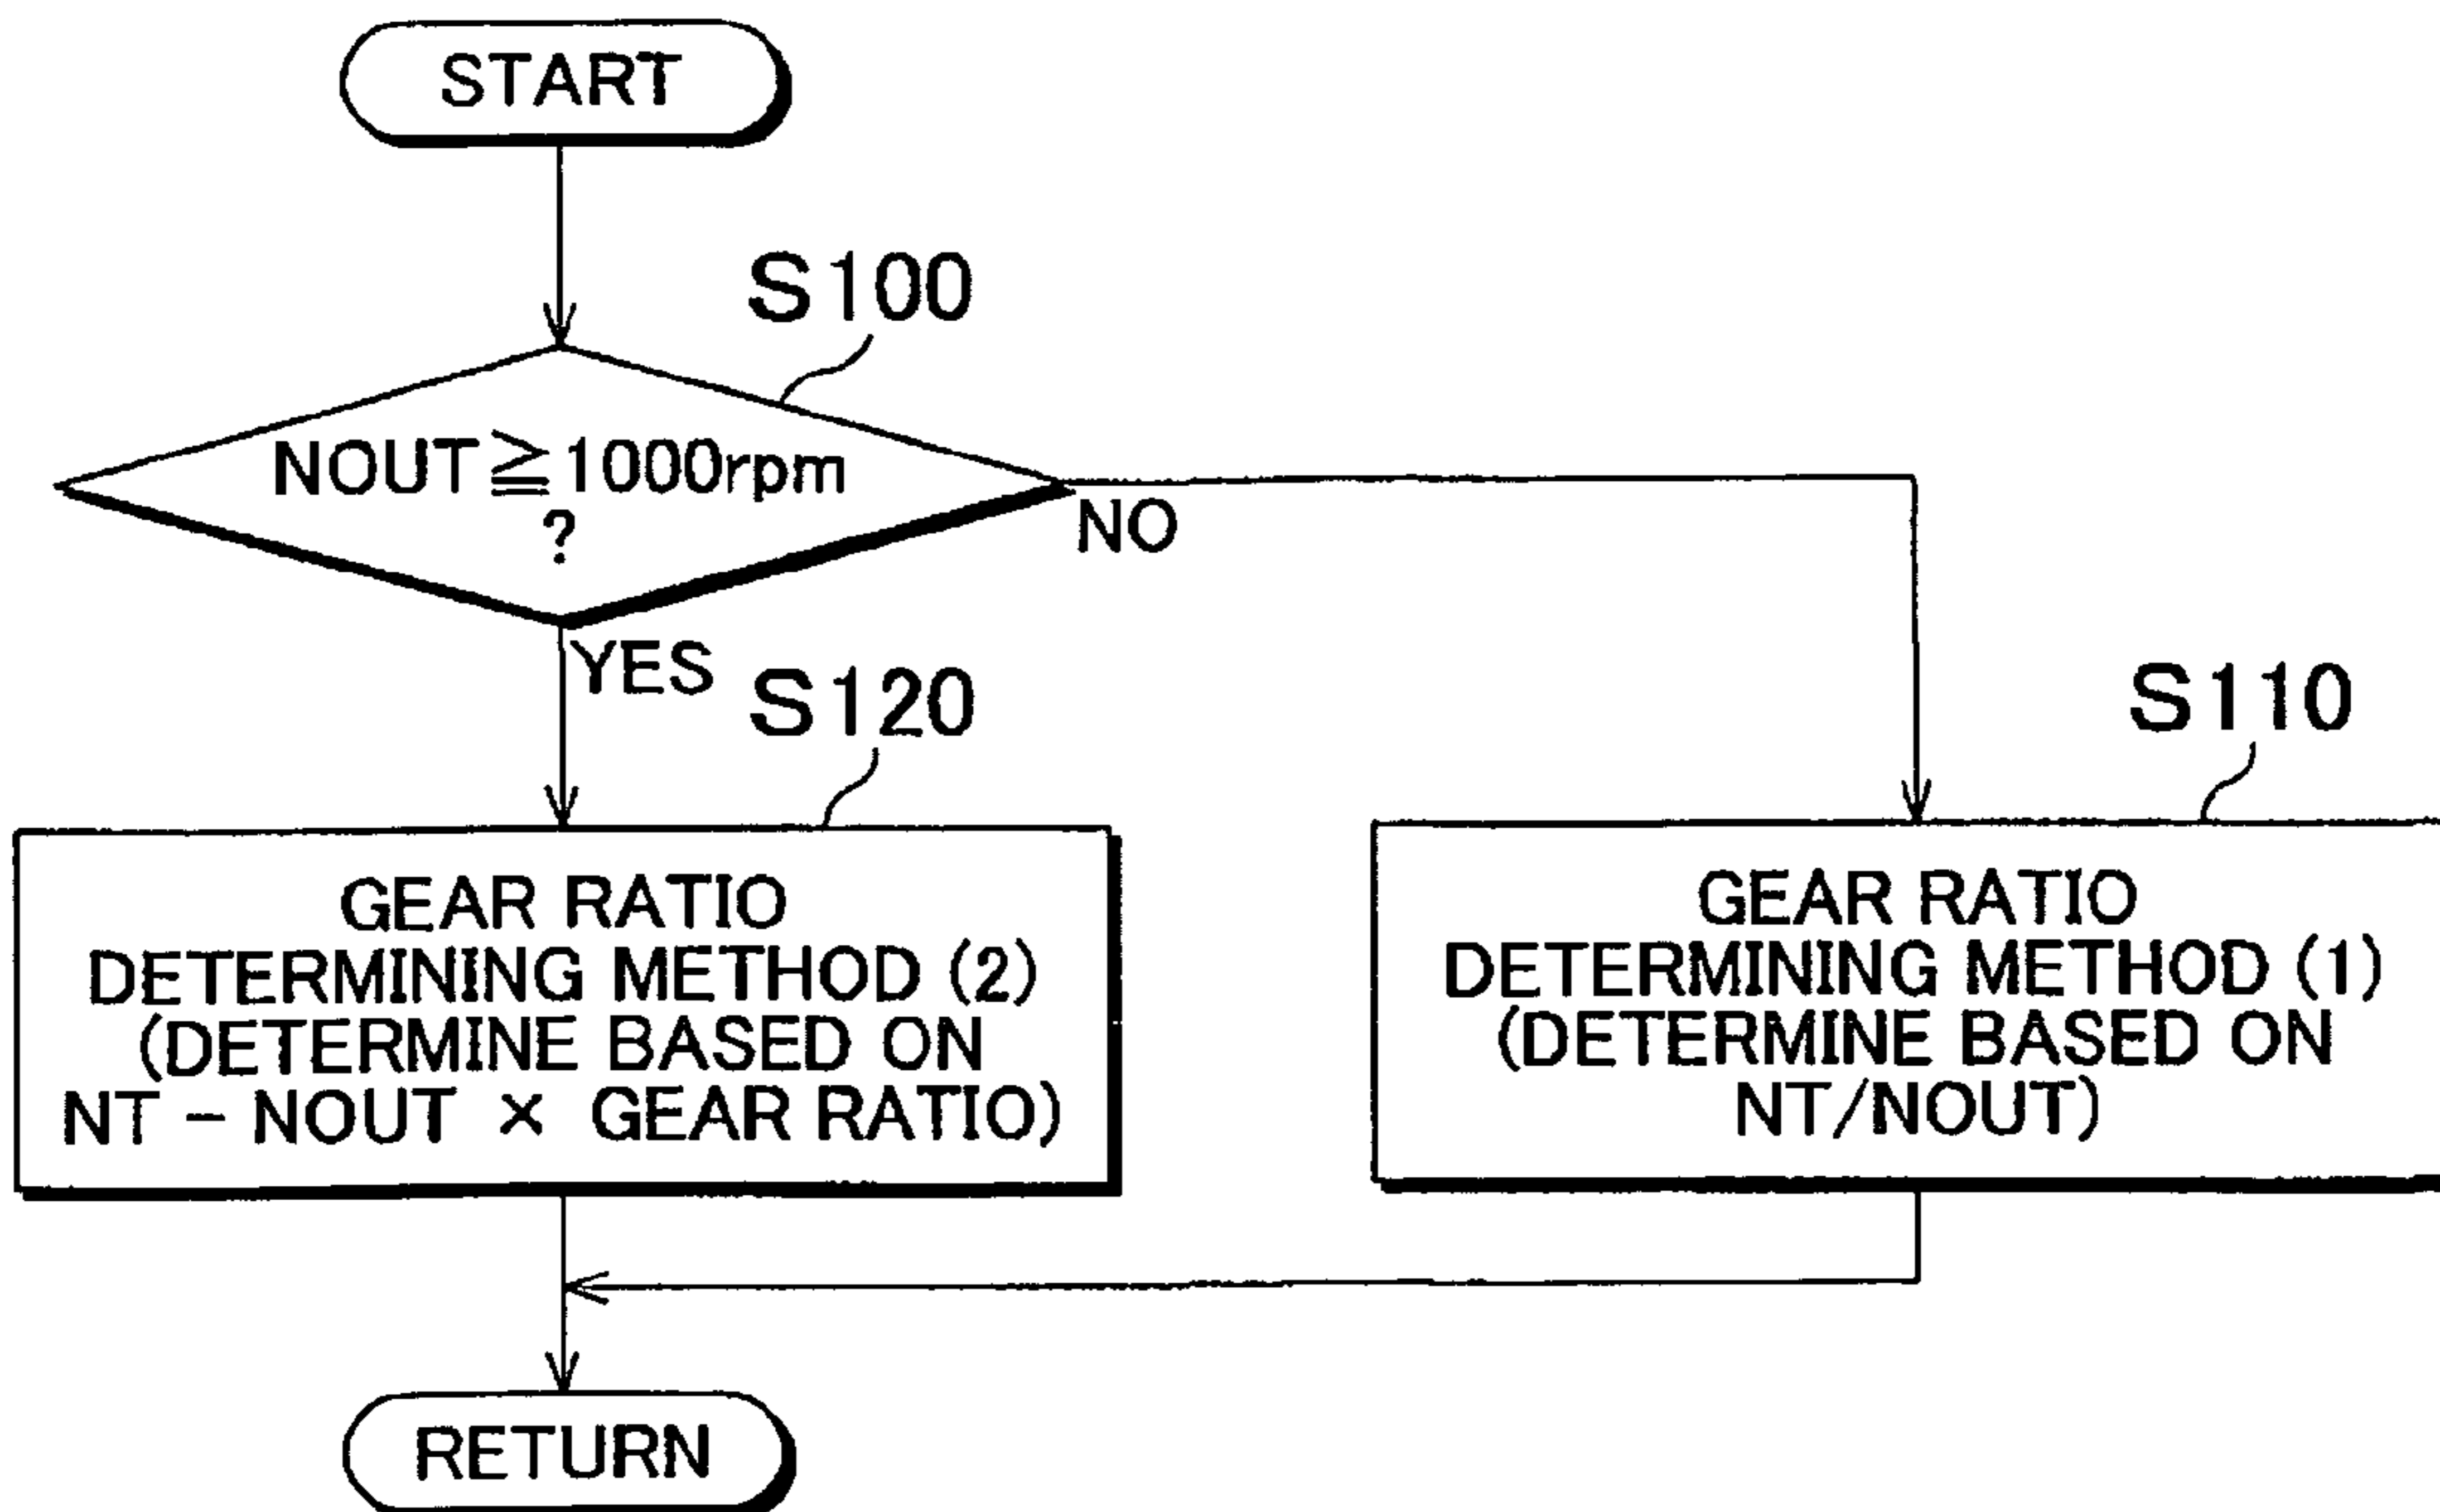 START
S100
NOUT≧1000rpm
?
NO
YES
S120
S110
GEAR RATIO
DETERMINING METHOD (2)
(DETERMINE BASED ON
NT − NOUT × GEAR RATIO)
GEAR RATIO
DETERMINING METHOD (1)
(DETERMINE BASED ON
NT/NOUT)
RETURN